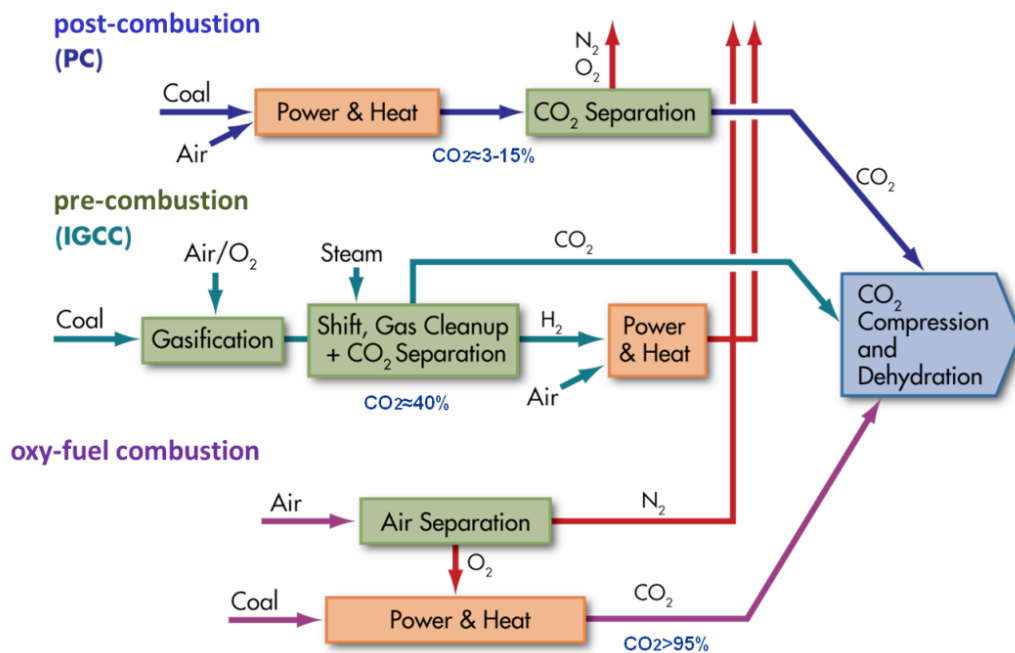 post-combustion
(PC)
N₂
O₂
Coal
Air
Power & Heat
CO₂ Separation
CO₂≈3-15%
CO₂
pre-combustion
(IGCC)
Air/O₂
Steam
CO₂
Coal
Gasification
Shift, Gas Cleanup
+ CO₂ Separation
H₂
Air
Power
& Heat
CO₂≈40%
CO₂
Compression
and
Dehydration
oxy-fuel combustion
Air
Air Separation
N₂
O₂
Coal
Power & Heat
CO₂
CO₂>95%